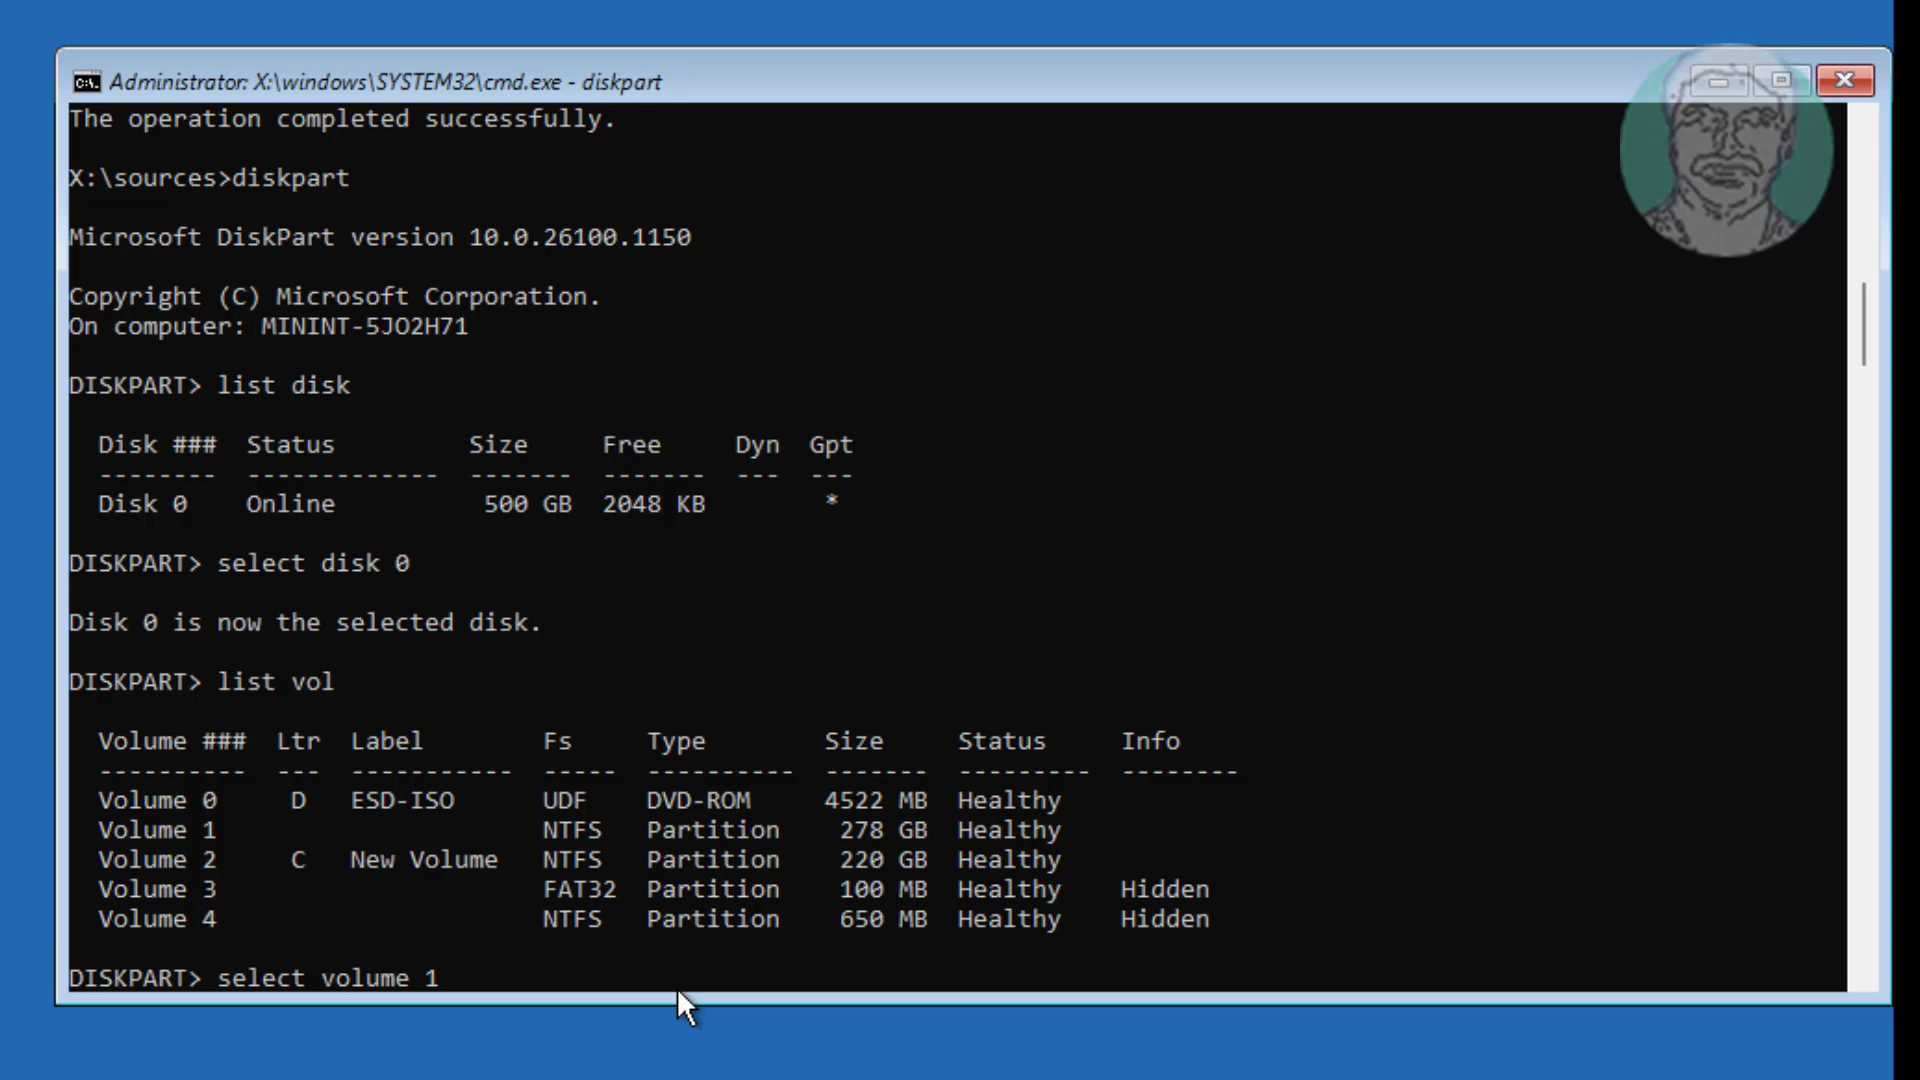 Administrator: X:\windows\SYSTEM32\cmd.exe - diskpart
The operation completed successfully.
X:\sources>diskpart
Microsoft DiskPart version 10.0.26100.1150
Copyright (C) Microsoft Corporation.
On computer: MININT-5JO2H71
DISKPART> list disk
Disk ### Status Size Free Dyn Gpt
-------- ------------- ------- ------- --- ---
Disk 0 Online 500 GB 2048 KB *
DISKPART> select disk 0
Disk 0 is now the selected disk.
DISKPART> list vol
Volume ### Ltr Label Fs Type Size Status Info
---------- --- ----------- ----- ---------- ------- --------- --------
Volume 0 D ESD-ISO UDF DVD-ROM 4522 MB Healthy
Volume 1 NTFS Partition 278 GB Healthy
Volume 2 C New Volume NTFS Partition 220 GB Healthy
Volume 3 FAT32 Partition 100 MB Healthy Hidden
Volume 4 NTFS Partition 650 MB Healthy Hidden
DISKPART> select volume 1